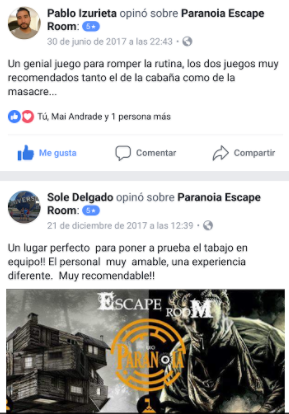 Pablo Izurieta opinó sobre Paranoia Escape
Room: 5★
30 de junio de 2017 a las 22:43 ·
Un genial juego para romper la rutina, los dos juegos muy
recomendados tanto el de la cabaña como de la
masacre...
Tú, Mai Andrade y 1 persona más
Me gusta Comentar Compartir
Sole Delgado opinó sobre Paranoia Escape
Room: 5★
21 de diciembre de 2017 a las 12:39 ·
Un lugar perfecto para poner a prueba el tabajo en
equipo!! El personal muy amable, una experiencia
diferente. Muy recomendable!!
ESCAPE ROOM
PARANOIA